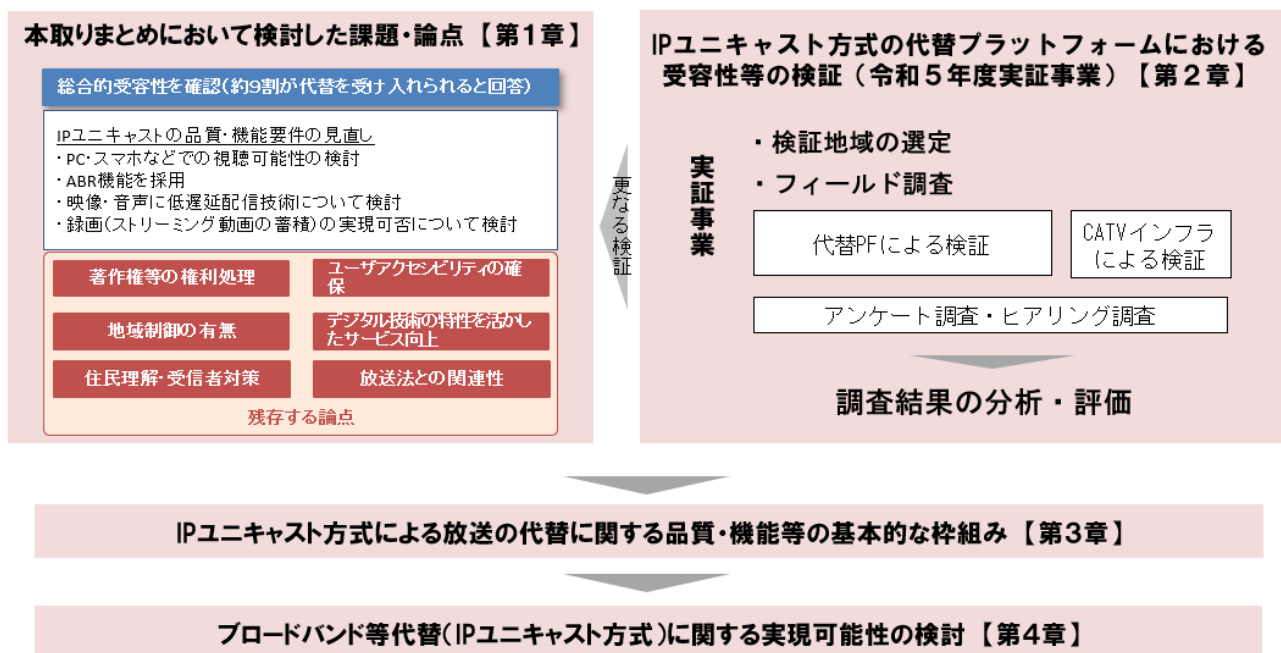 本取りまとめにおいて検討した課題・論点 【第1章】
総合的受容性を確認(約9割が代替を受け入れられると回答)
IPユニキャストの品質・機能要件の見直し
・PC・スマホなどでの視聴可能性の検討
・ABR機能を採用
・映像・音声に低遅延配信技術について検討
・録画(ストリーミング動画の蓄積)の実現可否について検討
著作権等の権利処理
ユーザアクセシビリティの確
保
地域制御の有無
デジタル技術の特性を活かし
たサービス向上
住民理解・受信者対策
放送法との関連性
残存する論点
更なる検証
IPユニキャスト方式の代替プラットフォームにおける
受容性等の検証(令和5年度実証事業)【第2章】
実証事業
・検証地域の選定
・フィールド調査
代替PFによる検証
CATVインフラ
による検証
アンケート調査・ヒアリング調査
調査結果の分析・評価
IPユニキャスト方式による放送の代替に関する品質・機能等の基本的な枠組み 【第3章】
ブロードバンド等代替(IPユニキャスト方式)に関する実現可能性の検討 【第4章】